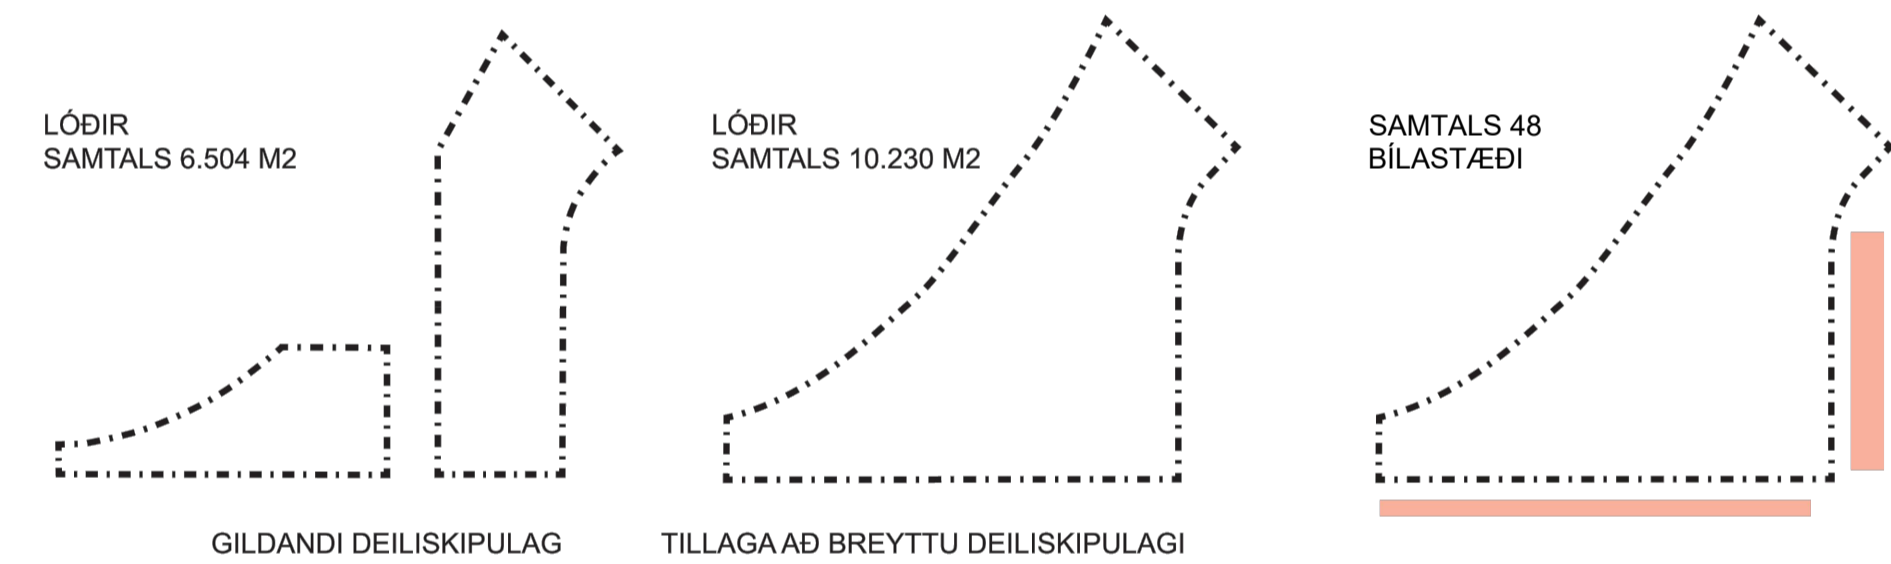 LÓÐIR
SAMTALS 6.504 M2
LÓÐIR
SAMTALS 10.230 M2
SAMTALS 48
BÍLASTÆÐI
GILDANDI DEILISKIPULAG
TILLAGA AÐ BREYTTU DEILISKIPULAGI